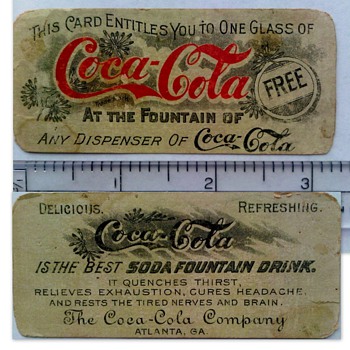 THIS CARD ENTITLES YOU TO ONE GLASS OF
Coca-Cola
FREE
AT THE FOUNTAIN OF
ANY DISPENSER OF Coca-Cola
1 2 3
DELICIOUS. REFRESHING.
Coca-Cola
IS THE BEST SODA FOUNTAIN DRINK.
IT QUENCHES THIRST,
RELIEVES EXHAUSTION, CURES HEADACHE,
AND RESTS THE TIRED NERVES AND BRAIN.
The Coca-Cola Company
ATLANTA, GA.